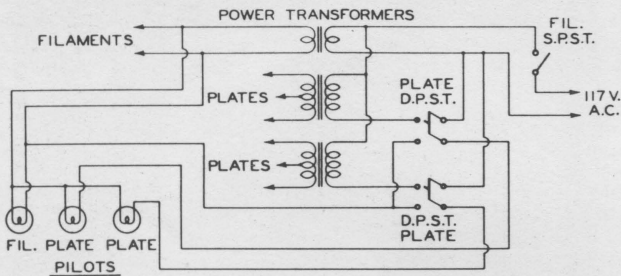 POWER TRANSFORMERS
FILAMENTS
FIL.
S.P.S.T.
PLATES
PLATE
D.P.S.T.
117 V.
A.C.
PLATES
D.P.S.T.
PLATE
FIL. PLATE PLATE
PILOTS